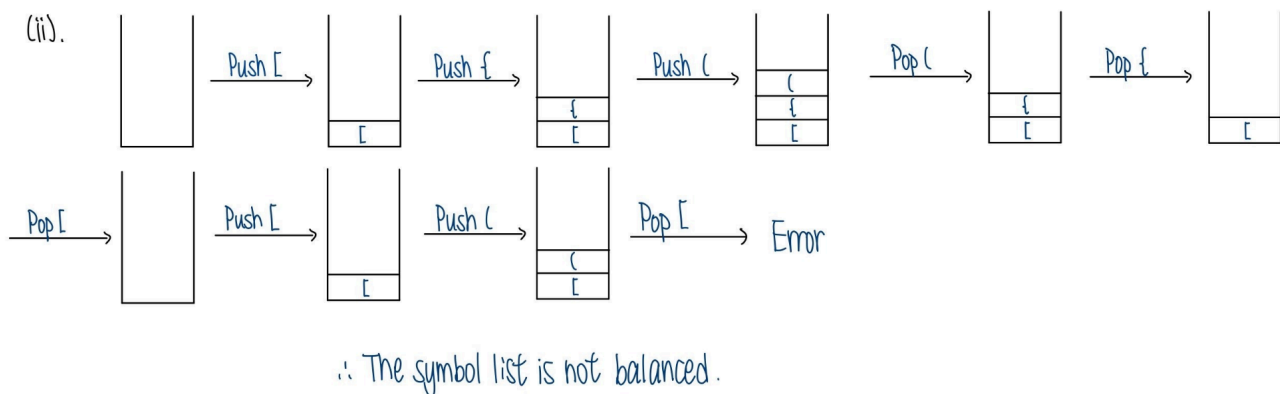 (ii). Push [ Push { Push ( Pop ( Pop {
(
{ { {
[ [ [ [ [
Pop [ Push [ Push ( Pop [ Error
(
[ [
∴ The symbol list is not balanced.